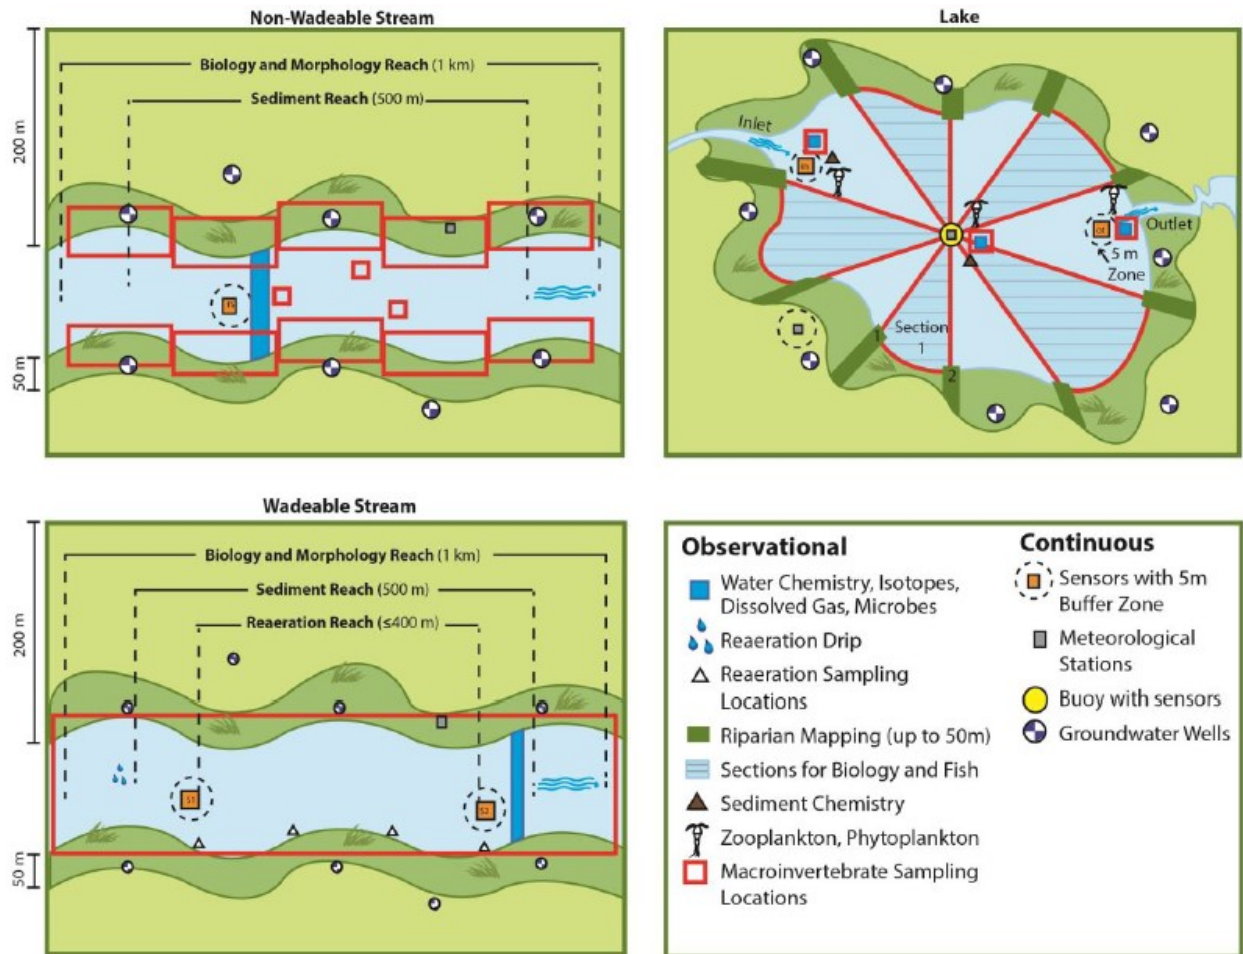 Non-Wadeable Stream
Biology and Morphology Reach (1 km)
Sediment Reach (500 m)
200 m
50 m
Lake
Inlet
Outlet
5 m
Zone
Section
1
1
2
Wadeable Stream
Biology and Morphology Reach (1 km)
Sediment Reach (500 m)
Reaeration Reach (≤400 m)
200 m
50 m
S1
S2
Observational
Water Chemistry, Isotopes,
Dissolved Gas, Microbes
Reaeration Drip
Reaeration Sampling
Locations
Riparian Mapping (up to 50m)
Sections for Biology and Fish
Sediment Chemistry
Zooplankton, Phytoplankton
Macroinvertebrate Sampling
Locations
Continuous
Sensors with 5m
Buffer Zone
Meteorological
Stations
Buoy with sensors
Groundwater Wells